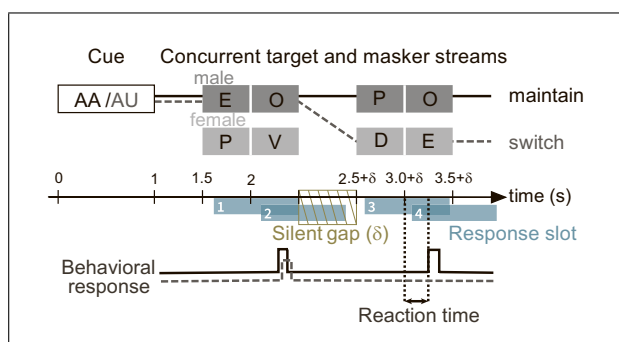 Cue Concurrent target and masker streams
male
AA /AU E O P O maintain
female
P V D E switch
0 1 1.5 2 2.5+δ 3.0+δ 3.5+δ
time (s)
1 2 3 4
Silent gap (δ) Response slot
Behavioral
response
Reaction time